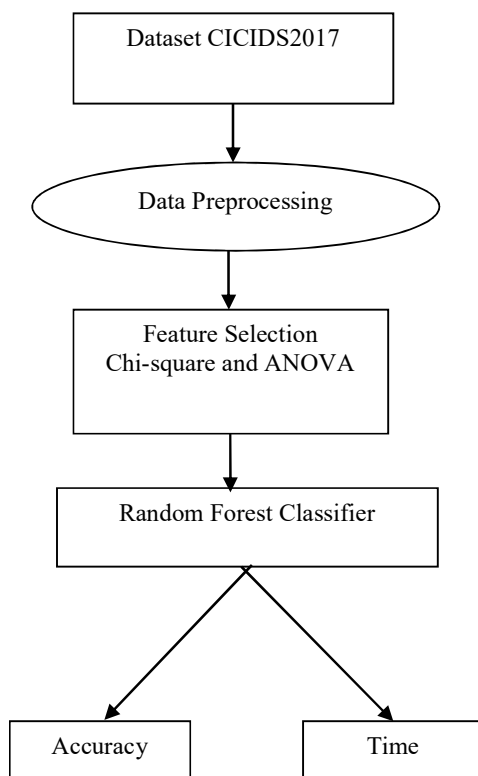 Dataset CICIDS2017
Data Preprocessing
Feature Selection
Chi-square and ANOVA
Random Forest Classifier
Accuracy
Time